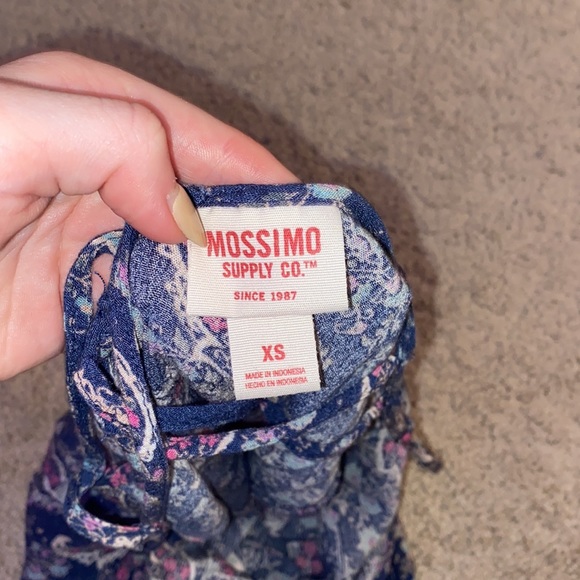 MOSSIMO
SUPPLY CO.™
SINCE 1987
XS
MADE IN INDONESIA
HECHO EN INDONESIA